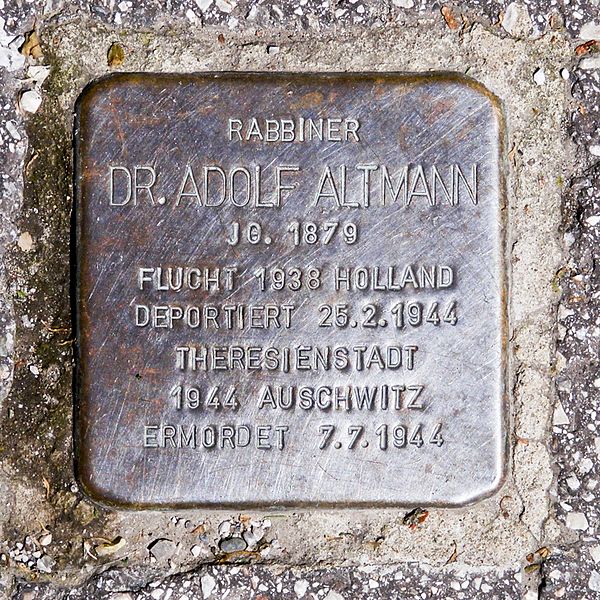 RABBINER
DR. ADOLF ALTMANN
JG. 1879
FLUCHT 1938 HOLLAND
DEPORTIERT 25.2.1944
THERESIENSTADT
1944 AUSCHWITZ
ERMORDET 7.7.1944